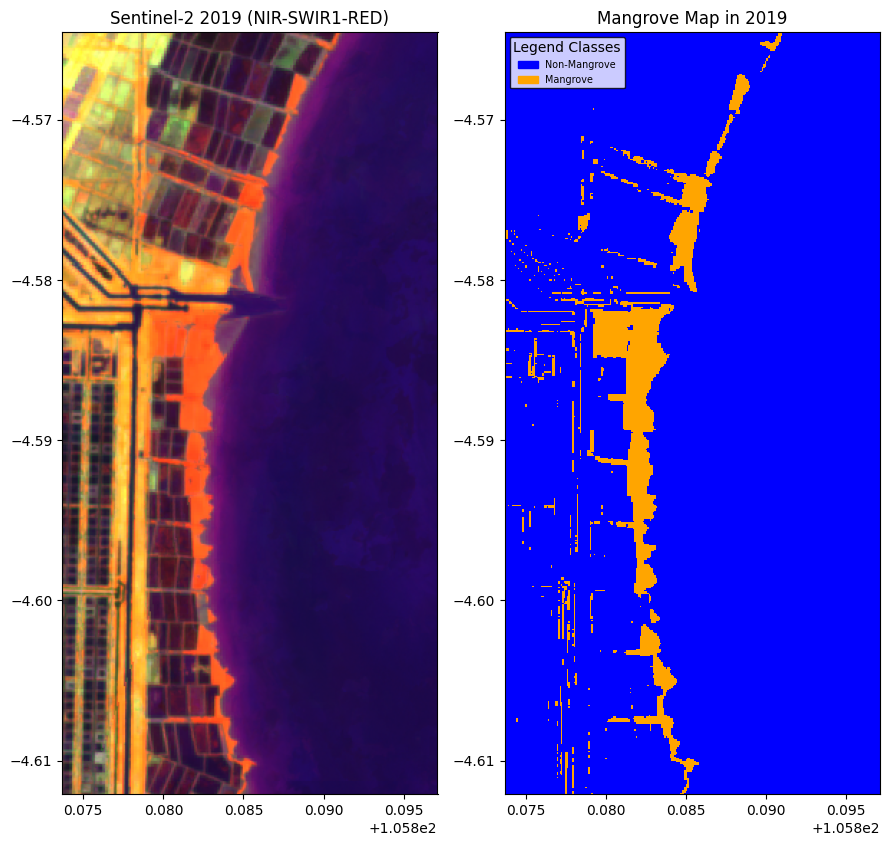 Sentinel-2 2019 (NIR-SWIR1-RED)
−4.57
−4.58
−4.59
−4.60
−4.61
0.075 0.080 0.085 0.090 0.095
+1.058e2
Mangrove Map in 2019
Legend Classes
Non-Mangrove
Mangrove
−4.57
−4.58
−4.59
−4.60
−4.61
0.075 0.080 0.085 0.090 0.095
+1.058e2